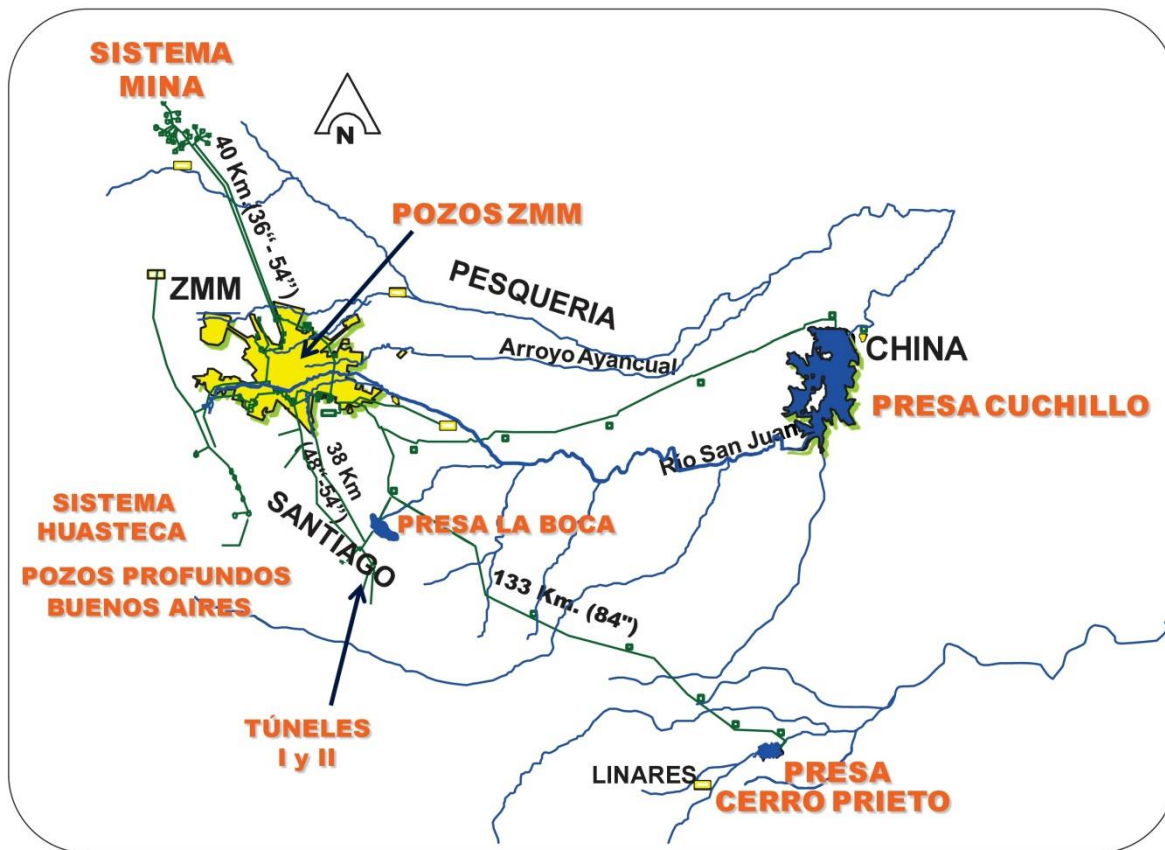 SISTEMA
MINA
N
40 Km.(36“ - 54”)
POZOS ZMM
ZMM
PESQUERIA
Arroyo Ayancual
CHINA
PRESA CUCHILLO
Río San Juan
38 Km
(48“-54”)
SANTIAGO
SISTEMA
HUASTECA
PRESA LA BOCA
POZOS PROFUNDOS
BUENOS AIRES
133 Km. (84")
TÚNELES
I y II
LINARES
PRESA
CERRO PRIETO